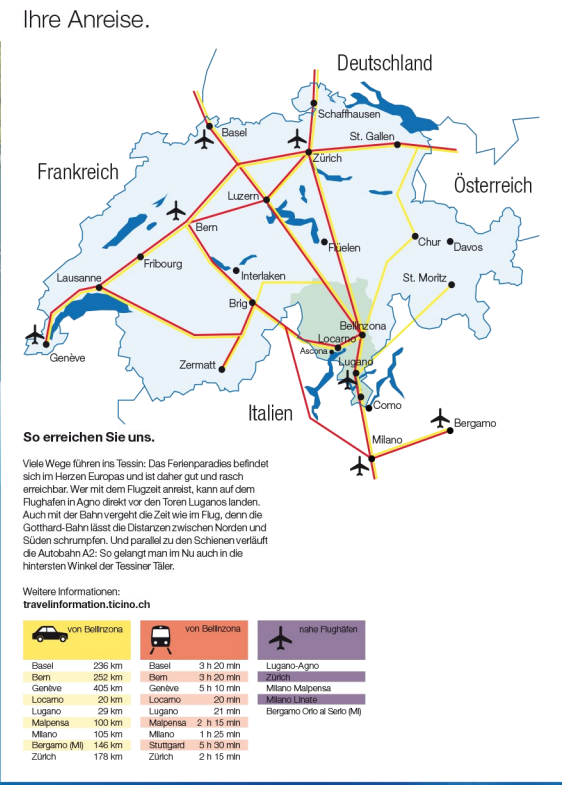 Ihre Anreise.
Deutschland
Schaffhausen
Basel
St. Gallen
Zürich
Frankreich
Österreich
Luzern
Bern
Flüelen
Chur
Davos
Fribourg
Interlaken
St. Moritz
Lausanne
Brig
Bellinzona
Locarno
Ascona
Genève
Zermatt
Lugano
Italien
Como
Bergamo
Milano
So erreichen Sie uns.
Viele Wege führen ins Tessin: Das Ferienparadies befindet
sich im Herzen Europas und ist daher gut und rasch
erreichbar. Wer mit dem Flugzeit anreist, kann auf dem
Flughafen in Agno direkt vor den Toren Luganos landen.
Auch mit der Bahn vergeht die Zeit wie im Flug, denn die
Gotthard-Bahn lässt die Distanzen zwischen Norden und
Süden schrumpfen. Und parallel zu den Schienen verläuft
die Autobahn A2: So gelangt man im Nu auch in die
hintersten Winkel der Tessiner Täler.
Weitere Informationen:
travelinformation.ticino.ch
von Bellinzona
Basel 236 km
Bern 252 km
Genève 405 km
Locarno 20 km
Lugano 29 km
Malpensa 100 km
Milano 105 km
Bergamo (MI) 146 km
Zürich 178 km
von Bellinzona
Basel 3 h 20 min
Bern 3 h 20 min
Genève 5 h 10 min
Locarno 20 min
Lugano 21 min
Malpensa 2 h 15 min
Milano 1 h 25 min
Stuttgard 5 h 30 min
Zürich 2 h 15 min
nahe Flughäfen
Lugano-Agno
Zürich
Milano Malpensa
Milano Linate
Bergamo Orio al Serio (MI)